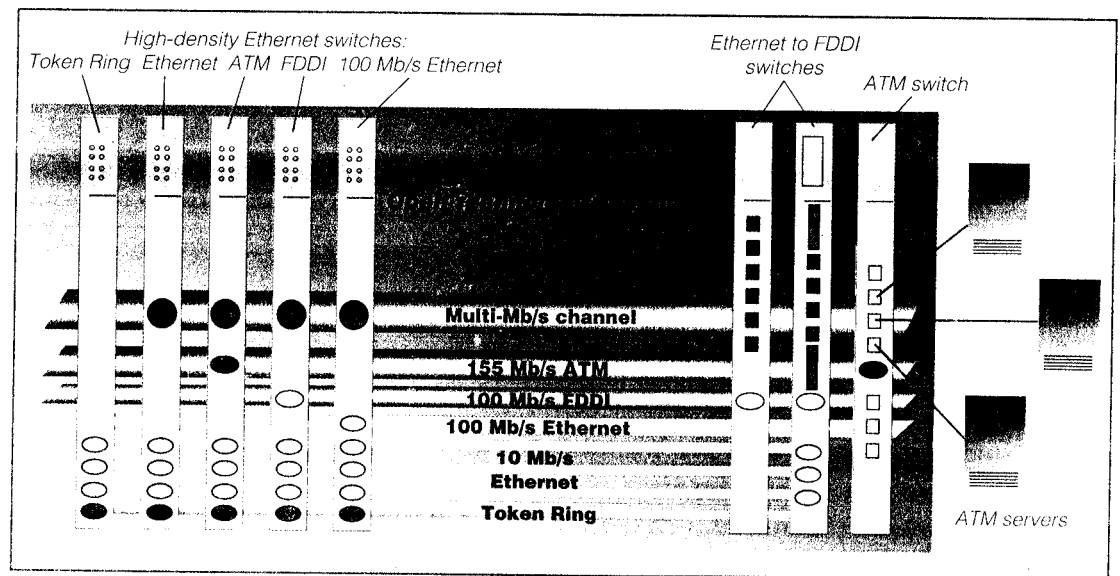 High-density Ethernet switches:
Token Ring Ethernet ATM FDDI 100 Mb/s Ethernet
Ethernet to FDDI
switches
ATM switch
Multi-Mb/s channel
155 Mb/s ATM
100 Mb/s FDDI
100 Mb/s Ethernet
10 Mb/s
Ethernet
Token Ring
ATM servers